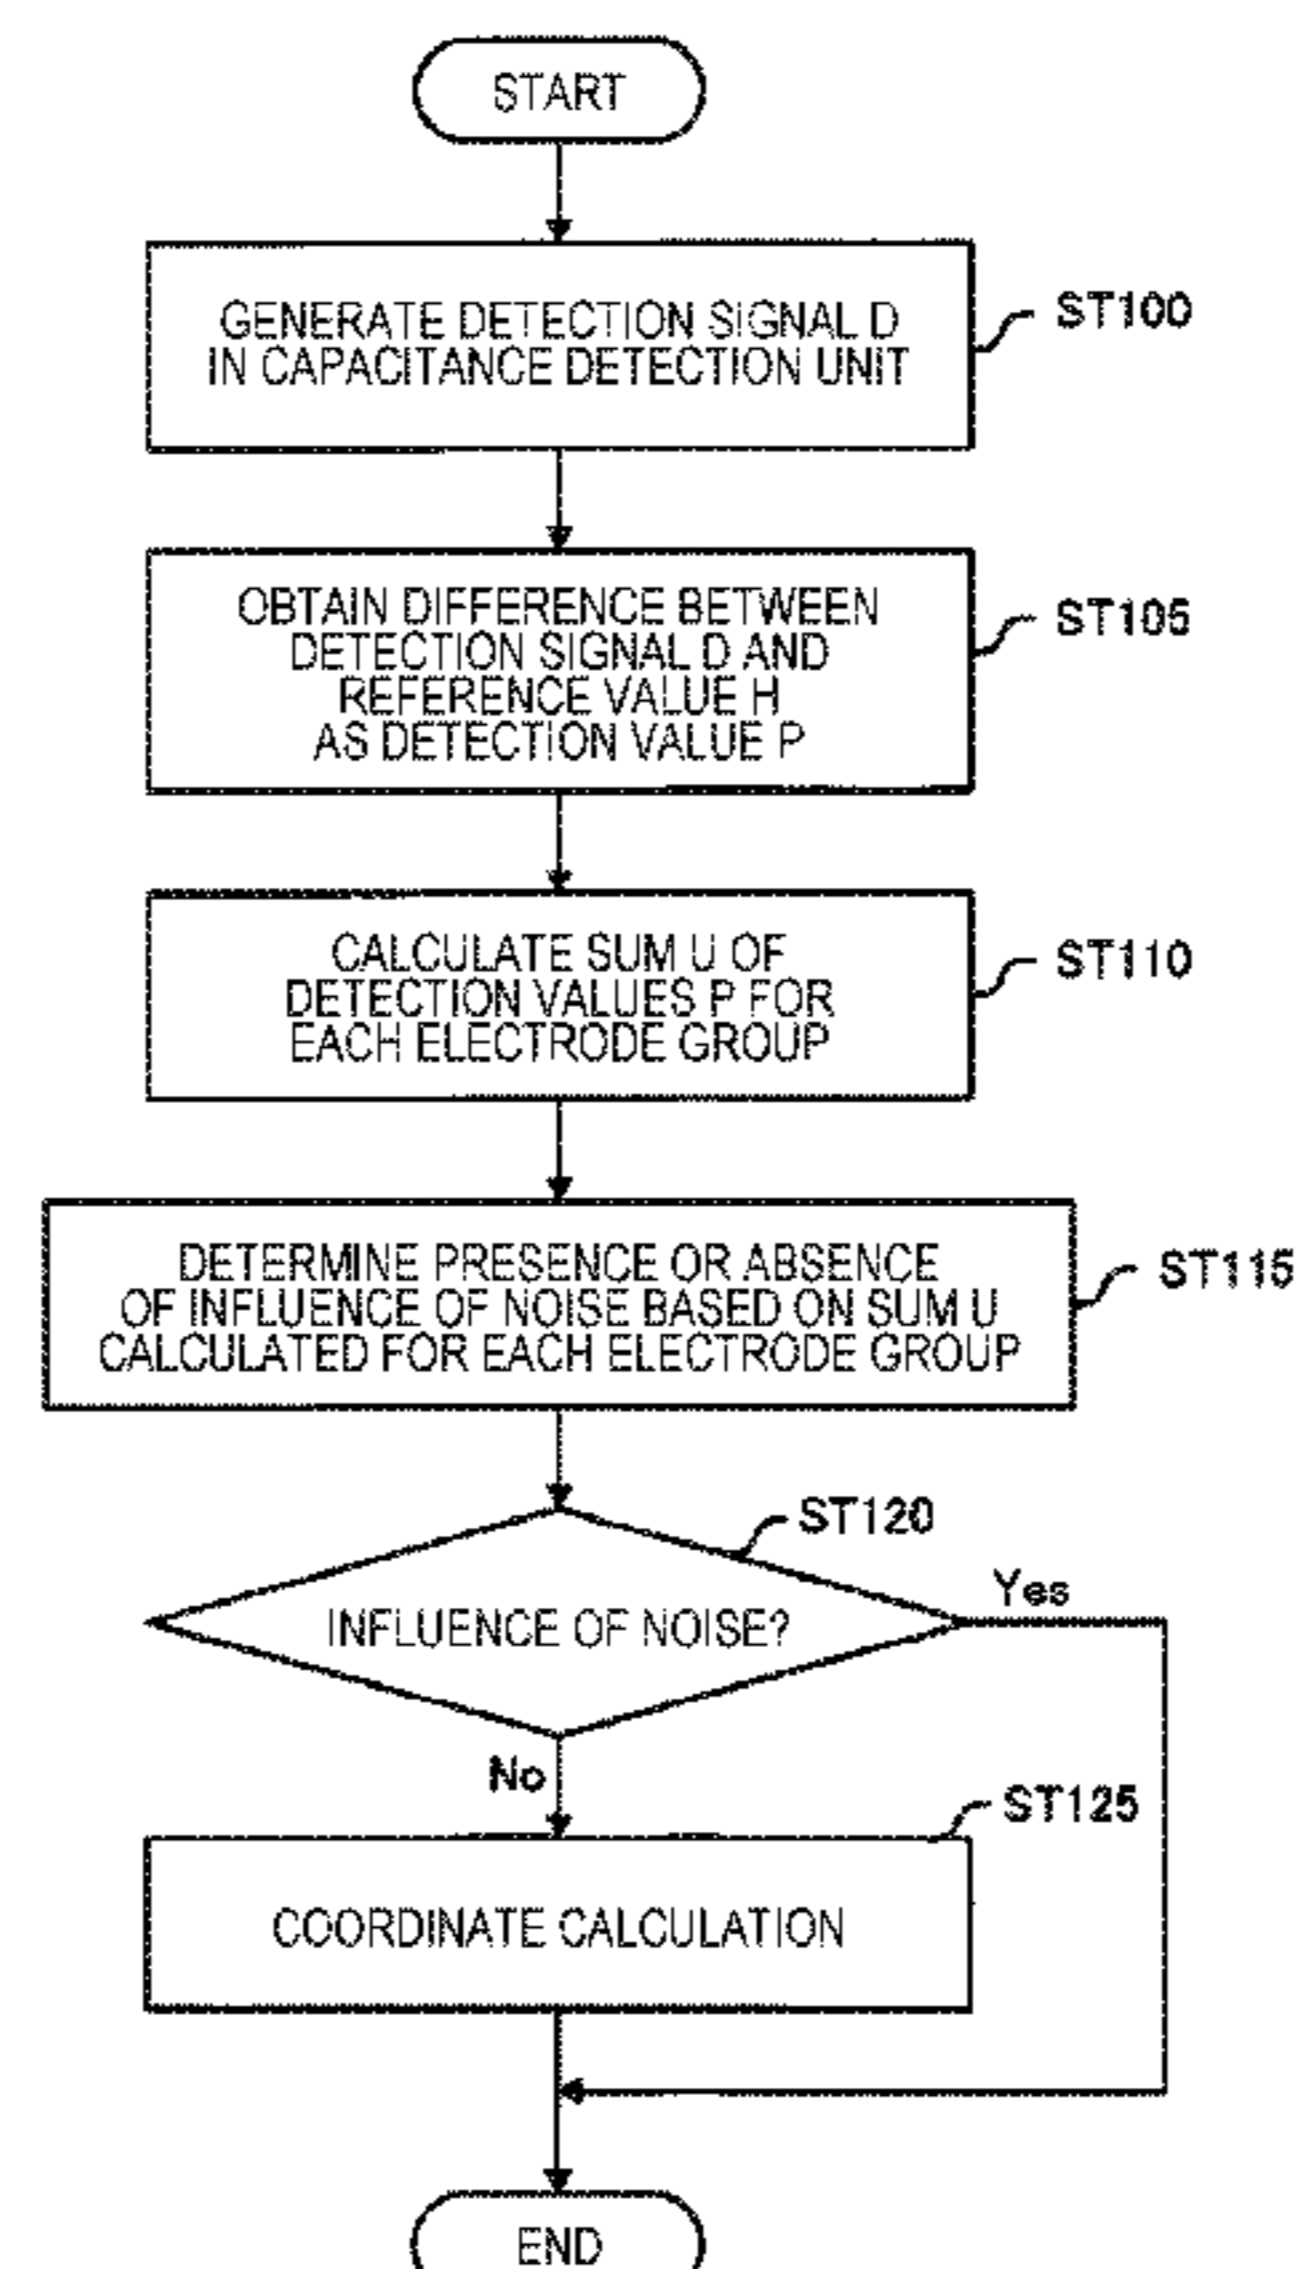 START
GENERATE DETECTION SIGNAL D
IN CAPACITANCE DETECTION UNIT
ST100
OBTAIN DIFFERENCE BETWEEN
DETECTION SIGNAL D AND
REFERENCE VALUE H
AS DETECTION VALUE P
ST105
CALCULATE SUM U OF
DETECTION VALUES P FOR
EACH ELECTRODE GROUP
ST110
DETERMINE PRESENCE OR ABSENCE
OF INFLUENCE OF NOISE BASED ON SUM U
CALCULATED FOR EACH ELECTRODE GROUP
ST115
ST120
INFLUENCE OF NOISE?
Yes
No
ST125
COORDINATE CALCULATION
END